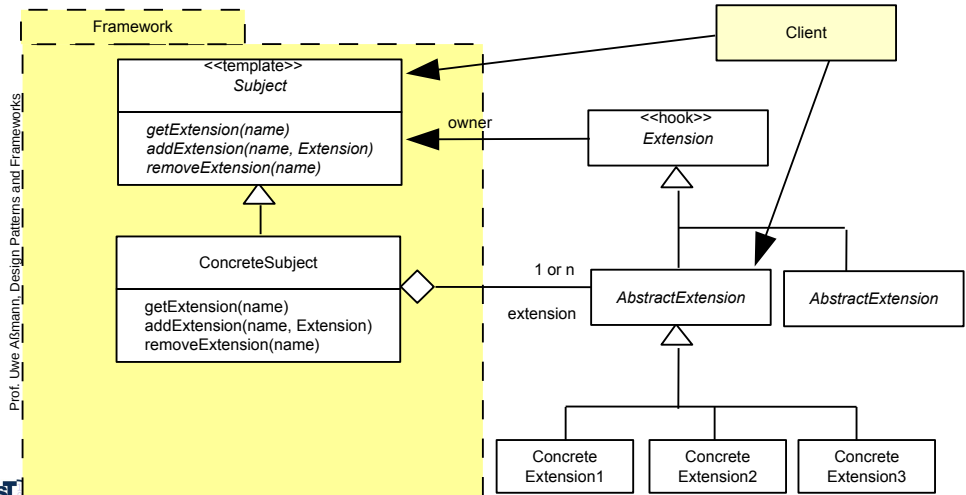 Framework
Client
<<template>>
Subject
getExtension(name)
addExtension(name, Extension)
removeExtension(name)
owner
<<hook>>
Extension
ConcreteSubject
getExtension(name)
addExtension(name, Extension)
removeExtension(name)
1 or n
extension
AbstractExtension
AbstractExtension
Concrete
Extension1
Concrete
Extension2
Concrete
Extension3
Prof. Uwe Aßmann, Design Patterns and Frameworks